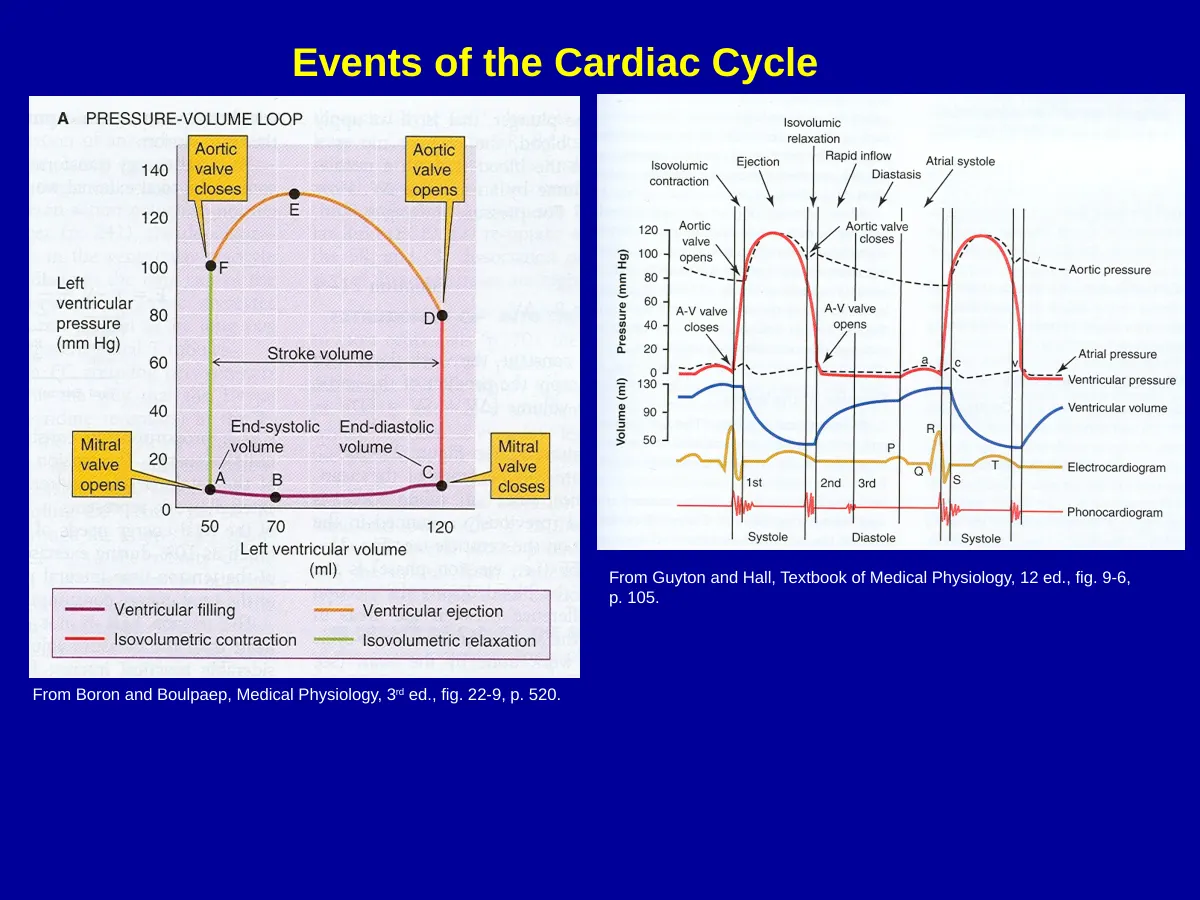 Events of the Cardiac Cycle
A PRESSURE-VOLUME LOOP
Aortic
valve
closes
Aortic
valve
opens
140
120
100
80
60
40
20
0
Left
ventricular
pressure
(mm Hg)
E
F
D
Stroke volume
End-systolic
volume
End-diastolic
volume
Mitral
valve
opens
Mitral
valve
closes
A
B
C
50 70 120
Left ventricular volume
(ml)
Ventricular filling
Ventricular ejection
Isovolumetric contraction
Isovolumetric relaxation
From Boron and Boulpaep, Medical Physiology, 3rd ed., fig. 22-9, p. 520.
Isovolumic
relaxation
Isovolumic
contraction
Ejection
Rapid inflow
Diastasis
Atrial systole
Aortic
valve
opens
Aortic valve
closes
A-V valve
closes
A-V valve
opens
Pressure (mm Hg)
120
100
80
60
40
20
0
Volume (ml)
130
90
50
a
c
v
Aortic pressure
Atrial pressure
Ventricular pressure
Ventricular volume
R
P
Q
S
T
Electrocardiogram
1st 2nd 3rd
Phonocardiogram
Systole Diastole Systole
From Guyton and Hall, Textbook of Medical Physiology, 12 ed., fig. 9-6,
p. 105.